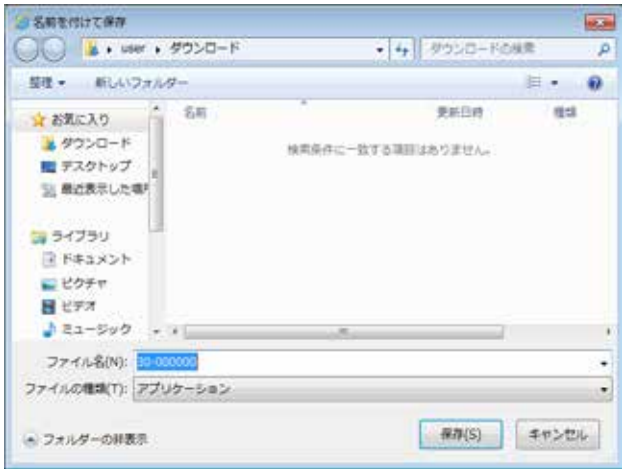 名前を付けて保存
user ダウンロード ダウンロードの検索
整理 新しいフォルダー
お気に入り
ダウンロード
デスクトップ
最近表示した場所
ライブラリ
ドキュメント
ピクチャ
ビデオ
ミュージック
名前 更新日時 種類
検索条件に一致する項目はありません。
ファイル名(N): 30-000000
ファイルの種類(T): アプリケーション
フォルダーの非表示 保存(S) キャンセル